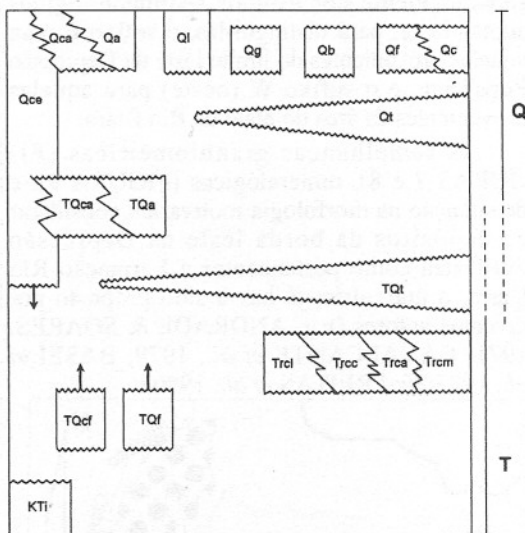 Qca Qa Ql Qg Qb Qf Qc
Qce
Qt
Q
TQca TQa
TQt
Trcl Trcc Trca Trcm
TQcf TQf
T
KTi